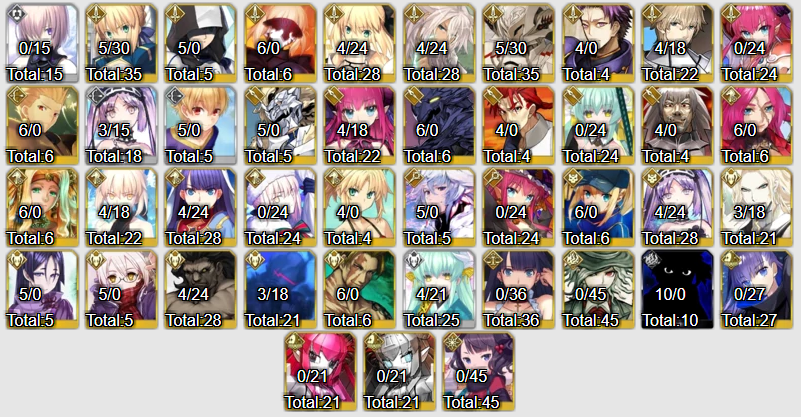 0/15 5/30 5/0 6/0 4/24 4/24 5/30 4/0 4/18 0/24
Total:15 Total:35 Total:5 Total:6 Total:28 Total:28 Total:35 Total:4 Total:22 Total:24
6/0 3/15 5/0 5/0 4/18 6/0 4/0 0/24 4/0 6/0
Total:6 Total:18 Total:5 Total:5 Total:22 Total:6 Total:4 Total:24 Total:4 Total:6
6/0 4/18 4/24 0/24 4/0 5/0 0/24 6/0 4/24 3/18
Total:6 Total:22 Total:28 Total:24 Total:4 Total:5 Total:24 Total:6 Total:28 Total:21
5/0 5/0 4/24 3/18 6/0 4/21 0/36 0/45 10/0 0/27
Total:5 Total:5 Total:28 Total:21 Total:6 Total:25 Total:36 Total:45 Total:10 Total:27
0/21 0/21 0/45
Total:21 Total:21 Total:45